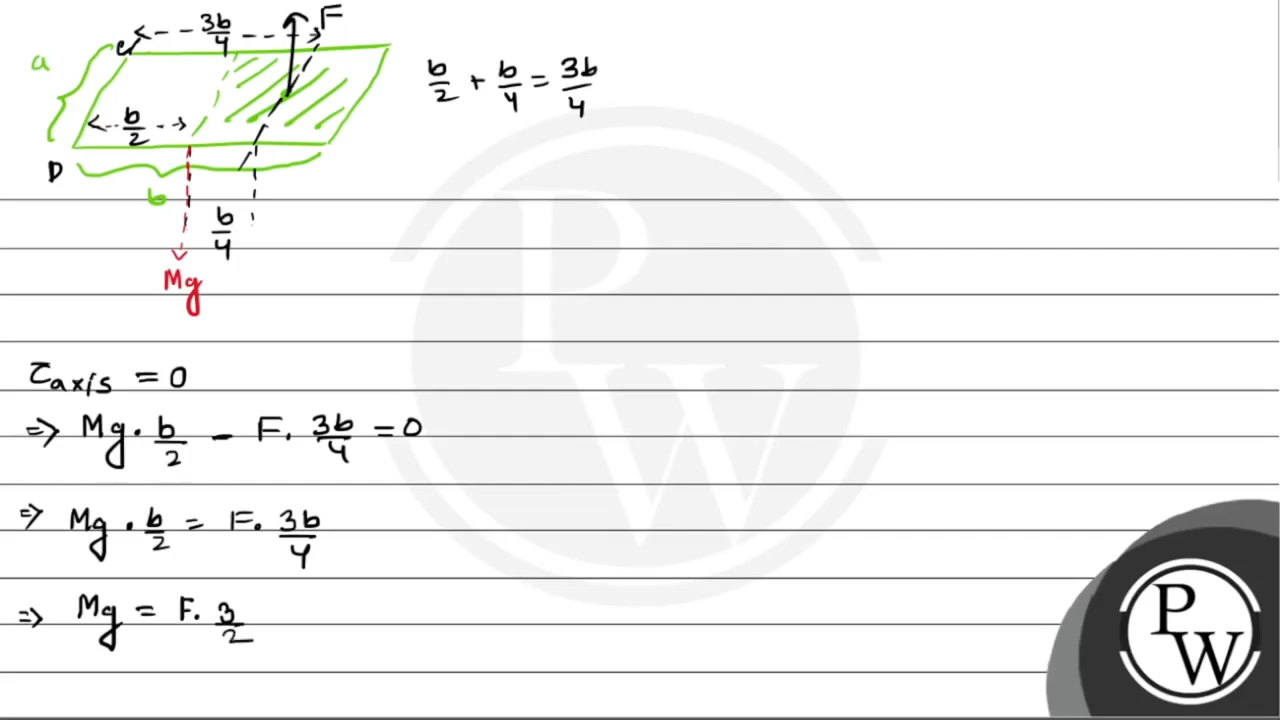 3b/4
F
C
a
b/2 + b/4 = 3b/4
b/2
D
b
b/4
Mg
τaxis = 0
⇒ Mg · b/2 - F. 3b/4 = 0
⇒ Mg · b/2 = F. 3b/4
⇒ Mg = F. 3/2
P
W
P
W